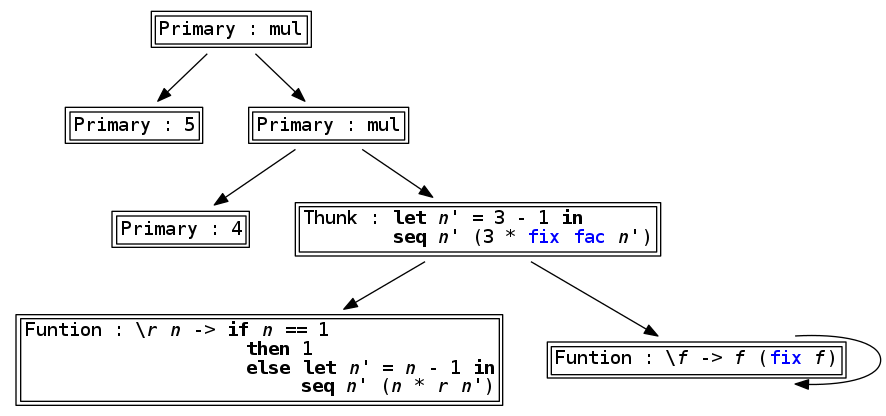 Primary : mul
Primary : 5
Primary : mul
Primary : 4
Thunk : let n' = 3 - 1 in
seq n' (3 * fix fac n')
Funtion : \r n -> if n == 1
then 1
else let n' = n - 1 in
seq n' (n * r n')
Funtion : \f -> f (fix f)